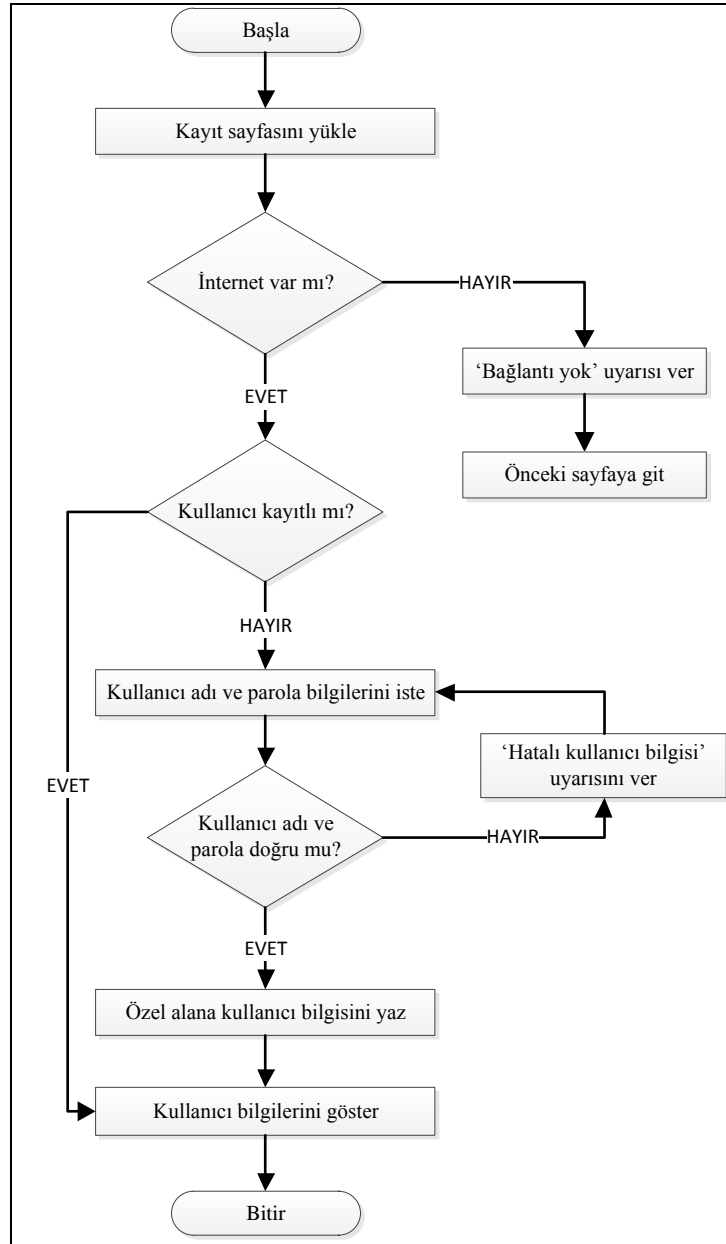 Başla
Kayıt sayfasını yükle
İnternet var mı?
HAYIR
‘Bağlantı yok’ uyarısı ver
Önceki sayfaya git
EVET
Kullanıcı kayıtlı mı?
HAYIR
Kullanıcı adı ve parola bilgilerini iste
‘Hatalı kullanıcı bilgisi’
uyarısını ver
EVET
Kullanıcı adı ve
parola doğru mu?
HAYIR
EVET
Özel alana kullanıcı bilgisini yaz
Kullanıcı bilgilerini göster
Bitir